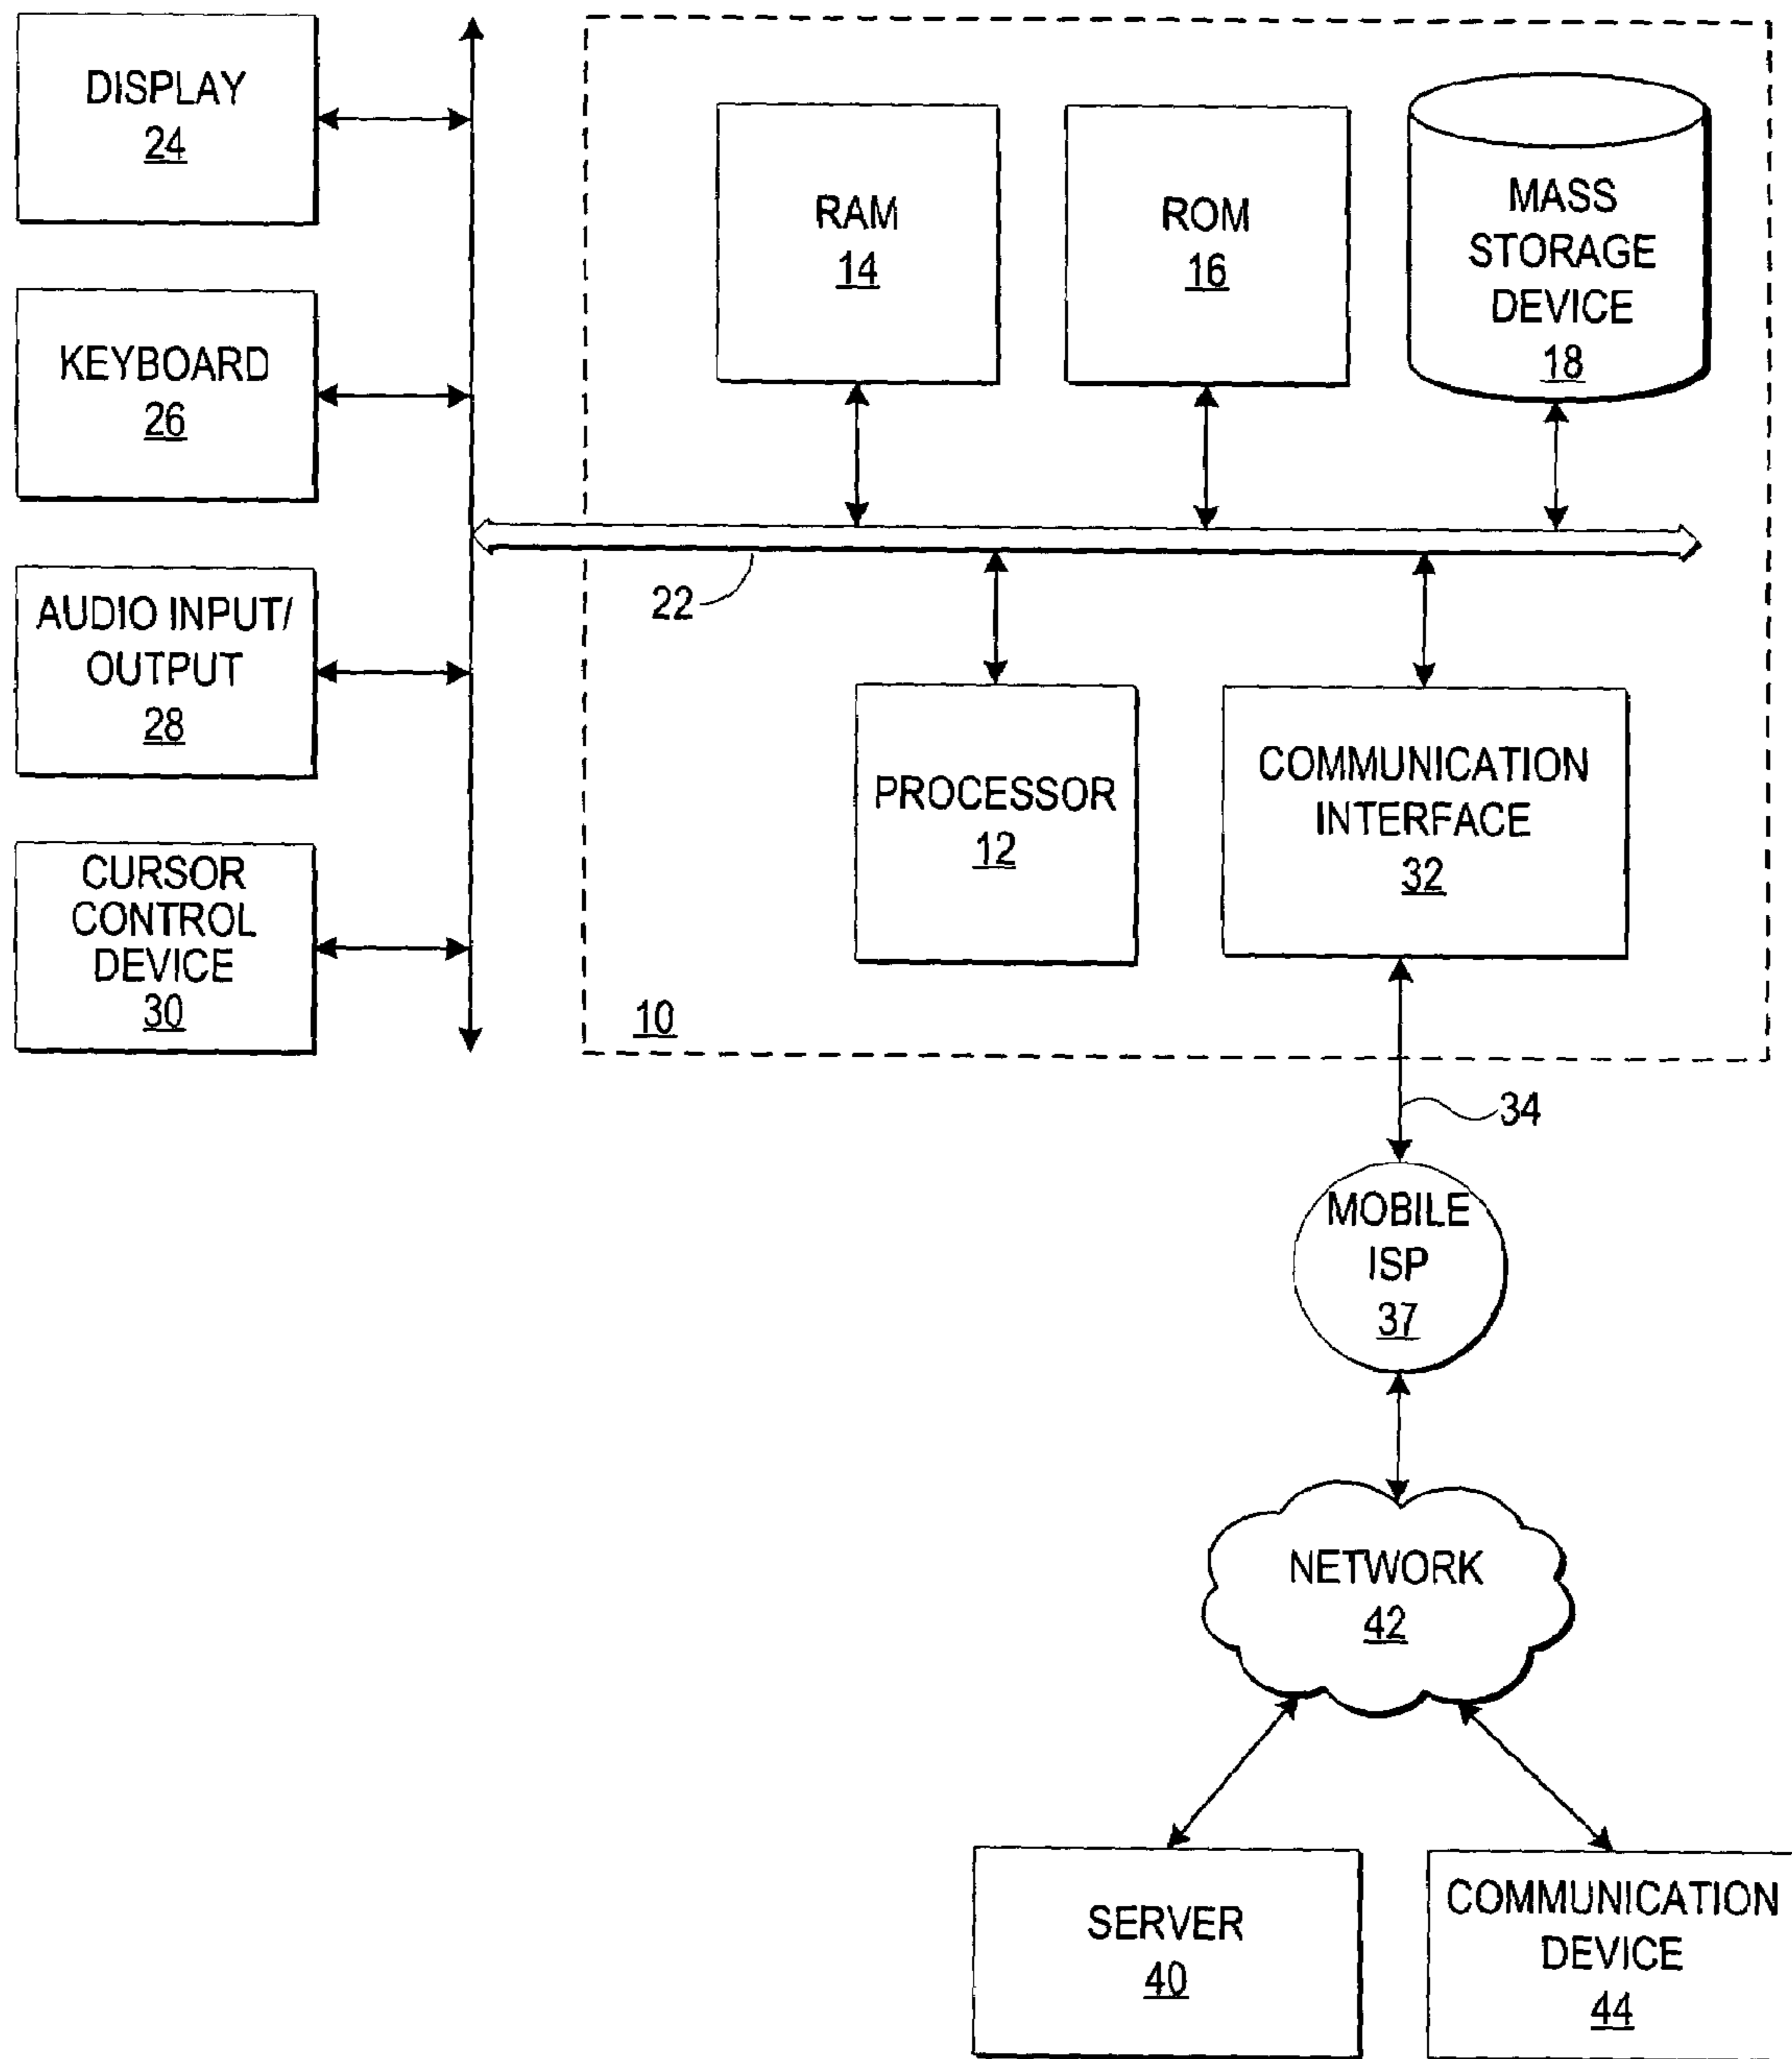 DISPLAY
24
KEYBOARD
26
AUDIO INPUT/
OUTPUT
28
CURSOR
CONTROL
DEVICE
30
RAM
14
ROM
16
MASS
STORAGE
DEVICE
18
22
PROCESSOR
12
COMMUNICATION
INTERFACE
32
10
34
MOBILE
ISP
37
NETWORK
42
SERVER
40
COMMUNICATION
DEVICE
44